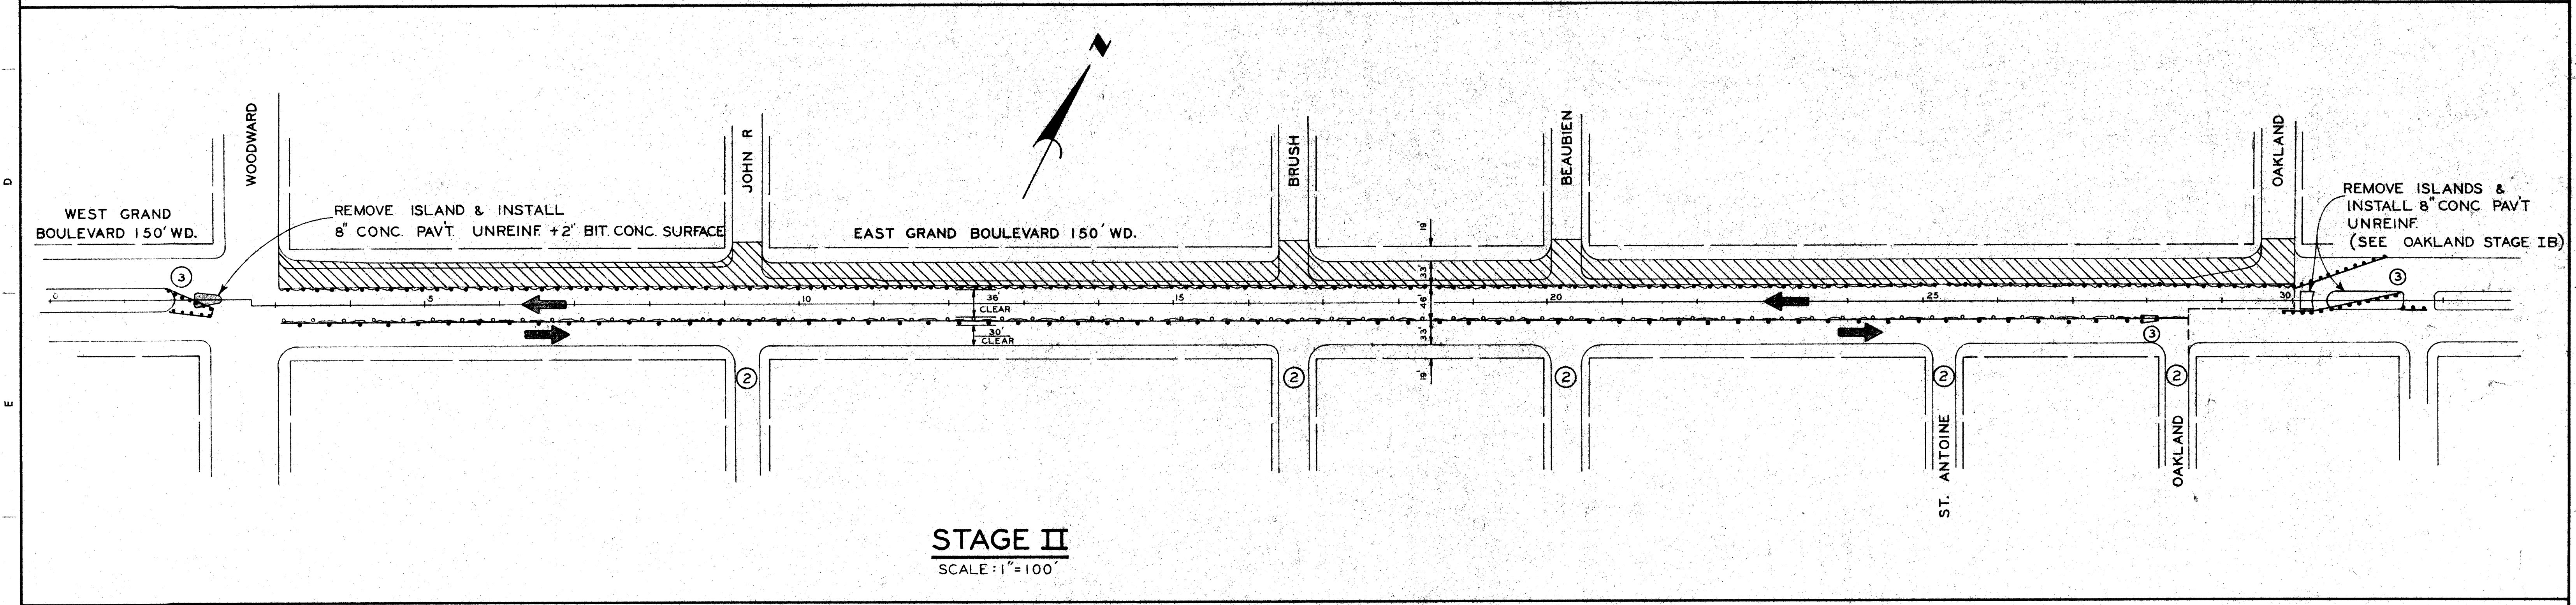 N
WOODWARD
JOHN R
BRUSH
BEAUBIEN
OAKLAND
D
WEST GRAND
BOULEVARD 150' WD.
REMOVE ISLAND & INSTALL
8" CONC. PAV'T. UNREINF. +2" BIT. CONC. SURFACE
EAST GRAND BOULEVARD 150' WD.
REMOVE ISLANDS &
INSTALL 8" CONC PAV'T
UNREINF.
(SEE OAKLAND STAGE IB)
19'
33'
46'
33'
19'
3
3
0
5
10
15
20
25
30
36'
CLEAR
30'
CLEAR
3
2
2
2
2
2
E
ST. ANTOINE
OAKLAND
STAGE II
SCALE: 1"=100'